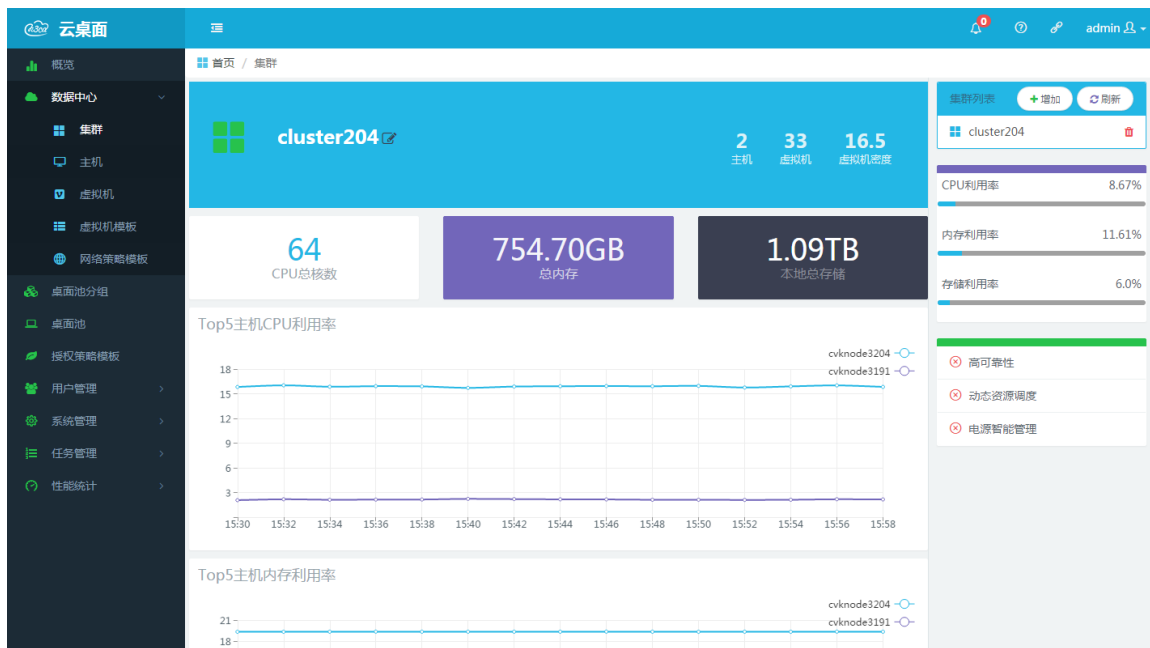 云桌面
0
admin
概览
数据中心
集群
主机
虚拟机
虚拟机模板
网络策略模板
桌面池分组
桌面池
授权策略模板
用户管理
系统管理
任务管理
性能统计
首页 / 集群
cluster204
2 33 16.5
主机 虚拟机 虚拟机密度
64
CPU总核数
754.70GB
总内存
1.09TB
本地总存储
Top5主机CPU利用率
cvknode3204
cvknode3191
18
15
12
9
6
3
15:30 15:32 15:34 15:36 15:38 15:40 15:42 15:44 15:46 15:48 15:50 15:52 15:54 15:56 15:58
Top5主机内存利用率
cvknode3204
cvknode3191
21
18
集群列表 增加 刷新
cluster204
CPU利用率 8.67%
内存利用率 11.61%
存储利用率 6.0%
高可靠性
动态资源调度
电源智能管理